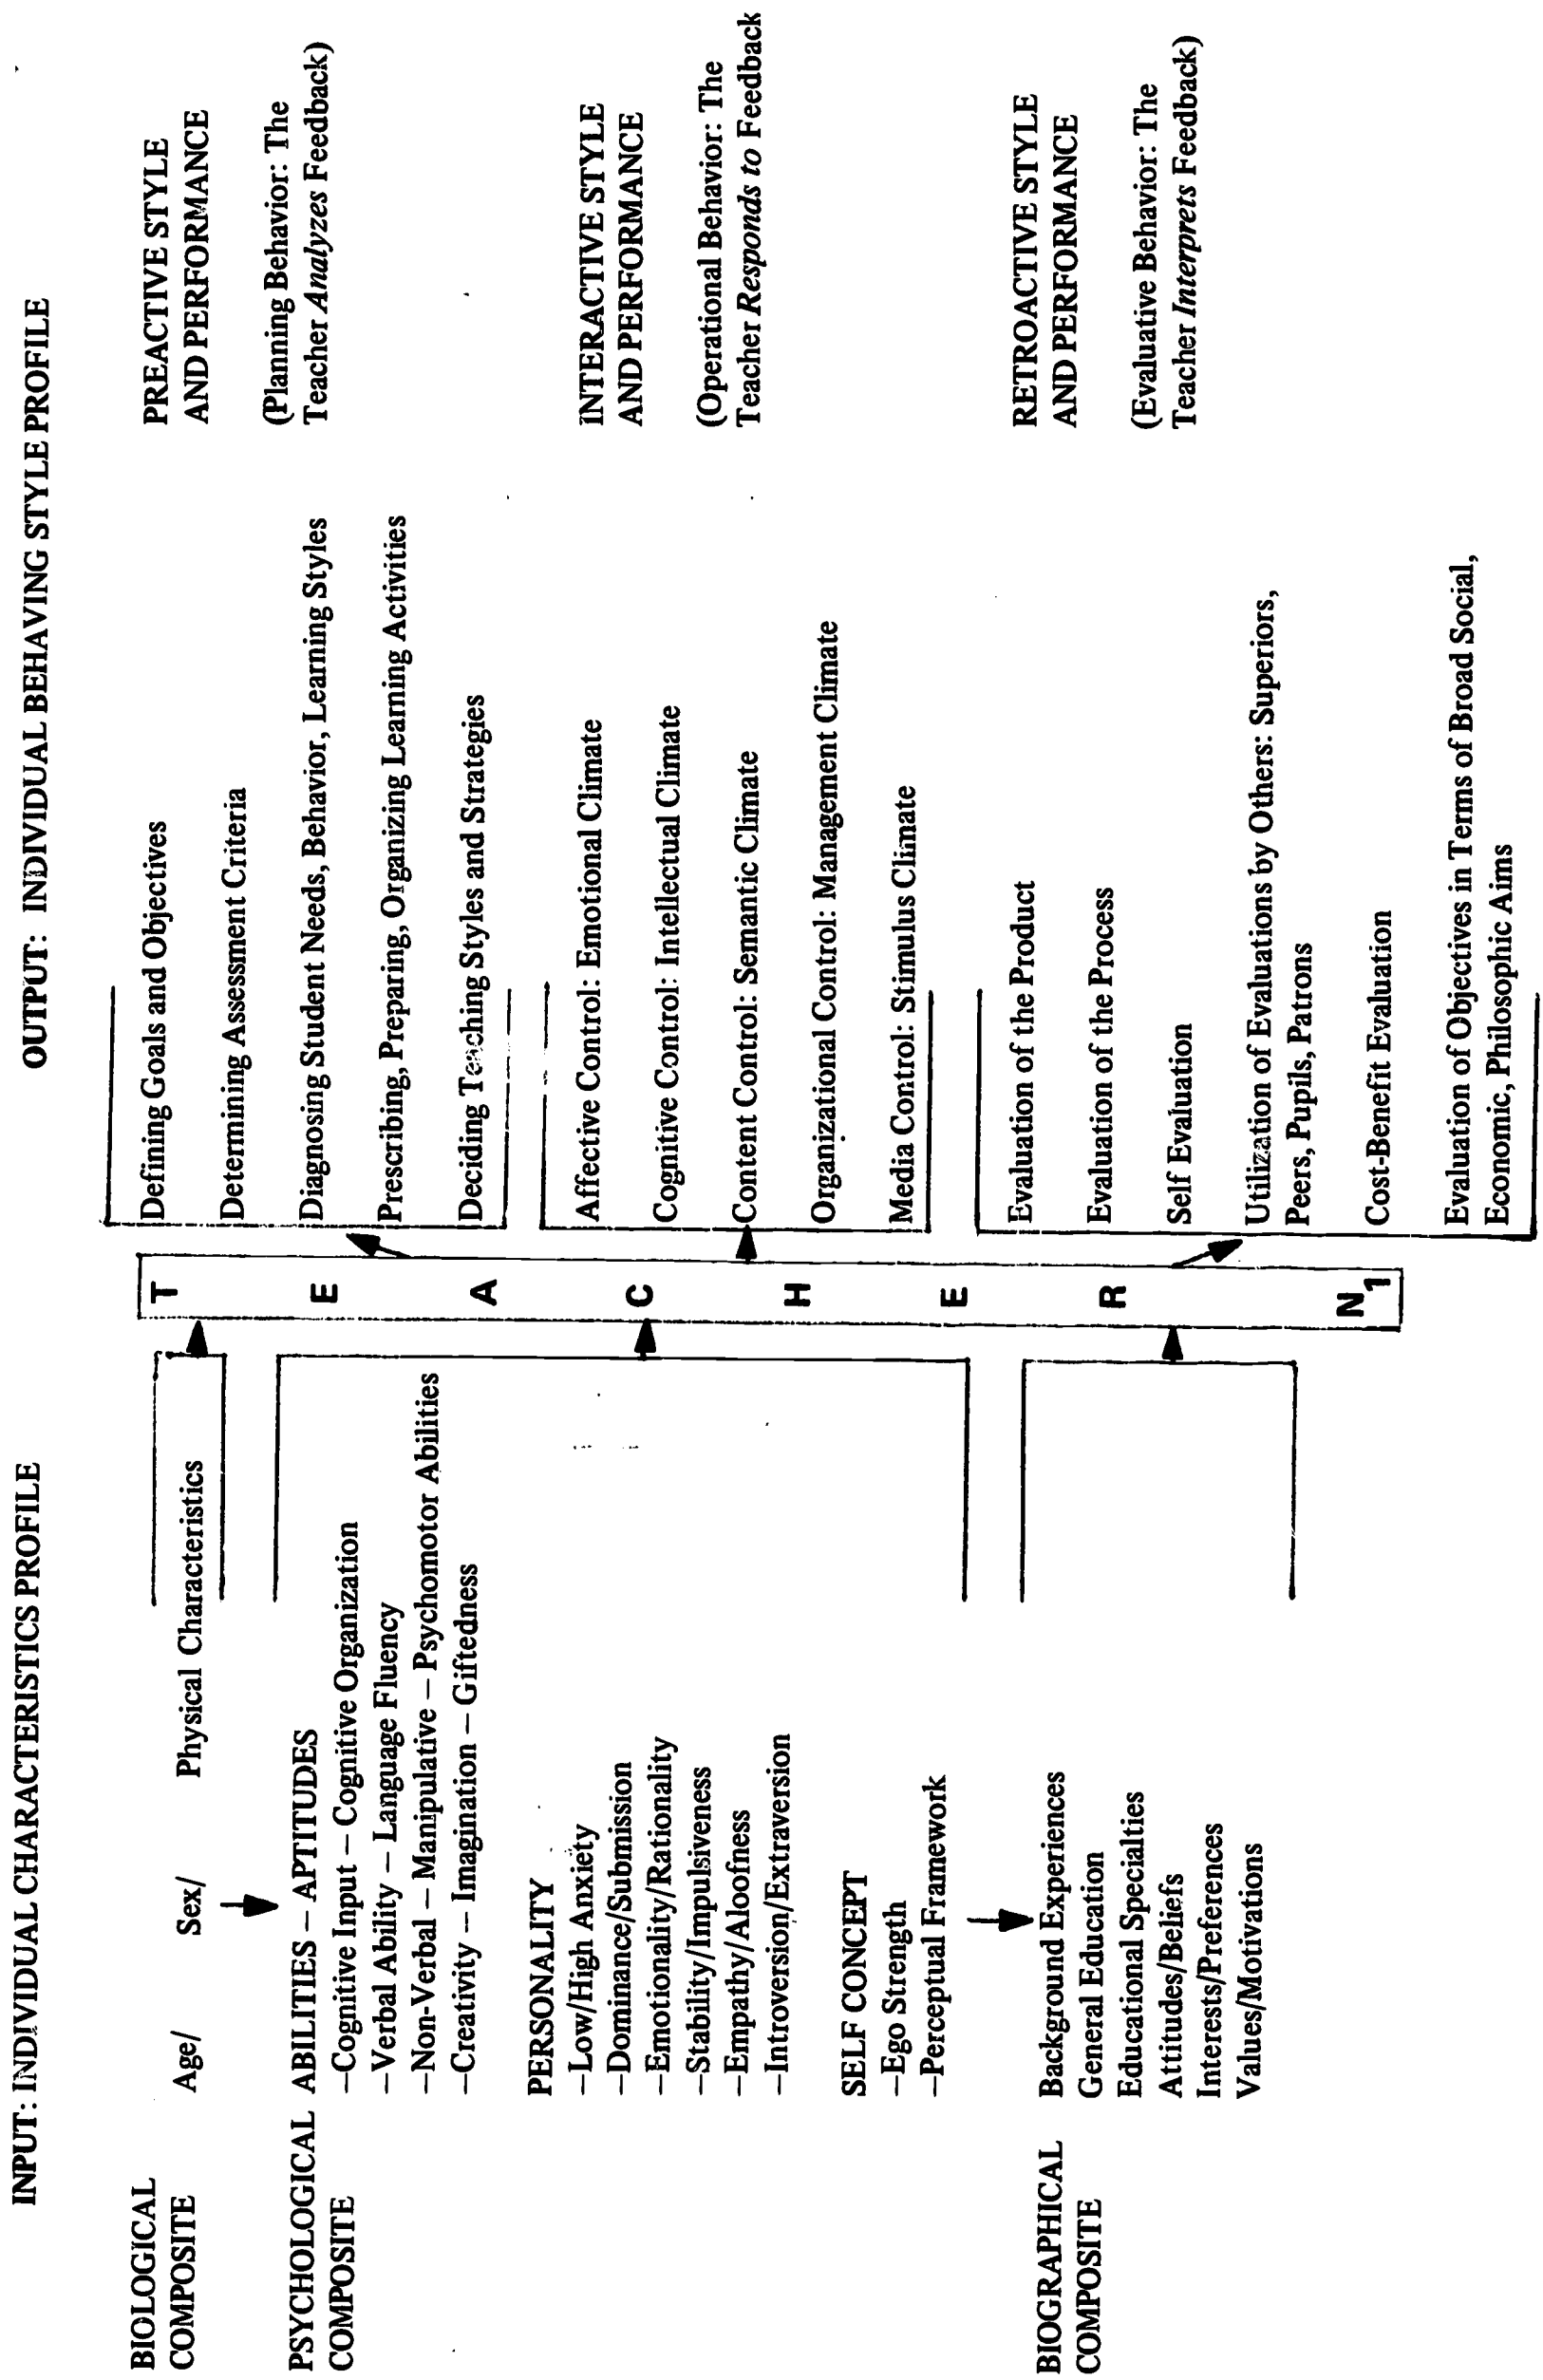 INPUT: INDIVIDUAL CHARACTERISTICS PROFILE
BIOLOGICAL
COMPOSITE
Age/ Sex/ Physical Characteristics
PSYCHOLOGICAL
COMPOSITE
ABILITIES – APTITUDES
–Cognitive Input – Cognitive Organization
–Verbal Ability – Language Fluency
–Non-Verbal – Manipulative – Psychomotor Abilities
–Creativity – Imagination – Giftedness
PERSONALITY
–Low/High Anxiety
–Dominance/Submission
–Emotionality/Rationality
–Stability/Impulsiveness
–Empathy/Aloofness
–Introversion/Extraversion
SELF CONCEPT
–Ego Strength
–Perceptual Framework
BIOGRAPHICAL
COMPOSITE
Background Experiences
General Education
Educational Specialties
Attitudes/Beliefs
Interests/Preferences
Values/Motivations
T
E
A
C
H
E
R
N1
OUTPUT: INDIVIDUAL BEHAVING STYLE PROFILE
Defining Goals and Objectives
Determining Assessment Criteria
Diagnosing Student Needs, Behavior, Learning Styles
Prescribing, Preparing, Organizing Learning Activities
Deciding Teaching Styles and Strategies
PREACTIVE STYLE
AND PERFORMANCE
(Planning Behavior: The
Teacher Analyzes Feedback)
Affective Control: Emotional Climate
Cognitive Control: Intellectual Climate
Content Control: Semantic Climate
Organizational Control: Management Climate
Media Control: Stimulus Climate
INTERACTIVE STYLE
AND PERFORMANCE
(Operational Behavior: The
Teacher Responds to Feedback
Evaluation of the Product
Evaluation of the Process
Self Evaluation
Utilization of Evaluations by Others: Superiors,
Peers, Pupils, Patrons
Cost-Benefit Evaluation
Evaluation of Objectives in Terms of Broad Social,
Economic, Philosophic Aims
RETROACTIVE STYLE
AND PERFORMANCE
(Evaluative Behavior: The
Teacher Interprets Feedback)